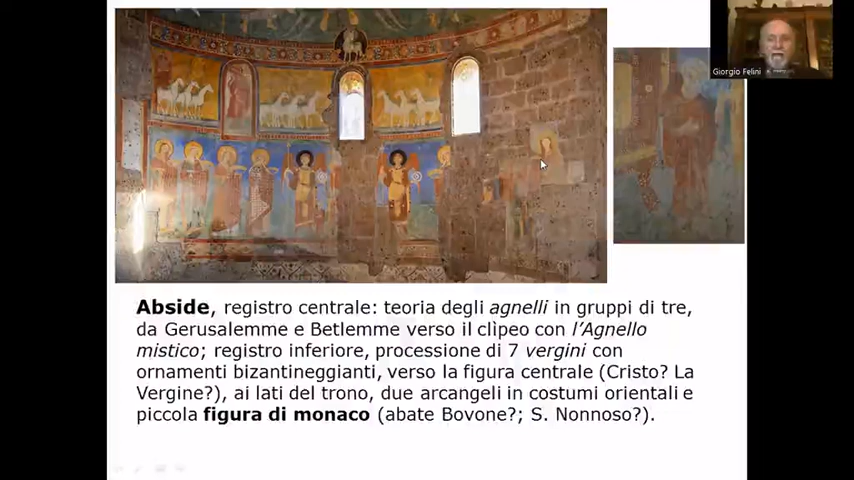 Giorgio Felini
Abside, registro centrale: teoria degli agnelli in gruppi di tre,
da Gerusalemme e Betlemme verso il clìpeo con l’Agnello
mistico; registro inferiore, processione di 7 vergini con
ornamenti bizantineggianti, verso la figura centrale (Cristo? La
Vergine?), ai lati del trono, due arcangeli in costumi orientali e
piccola figura di monaco (abate Bovone?; S. Nonnoso?).